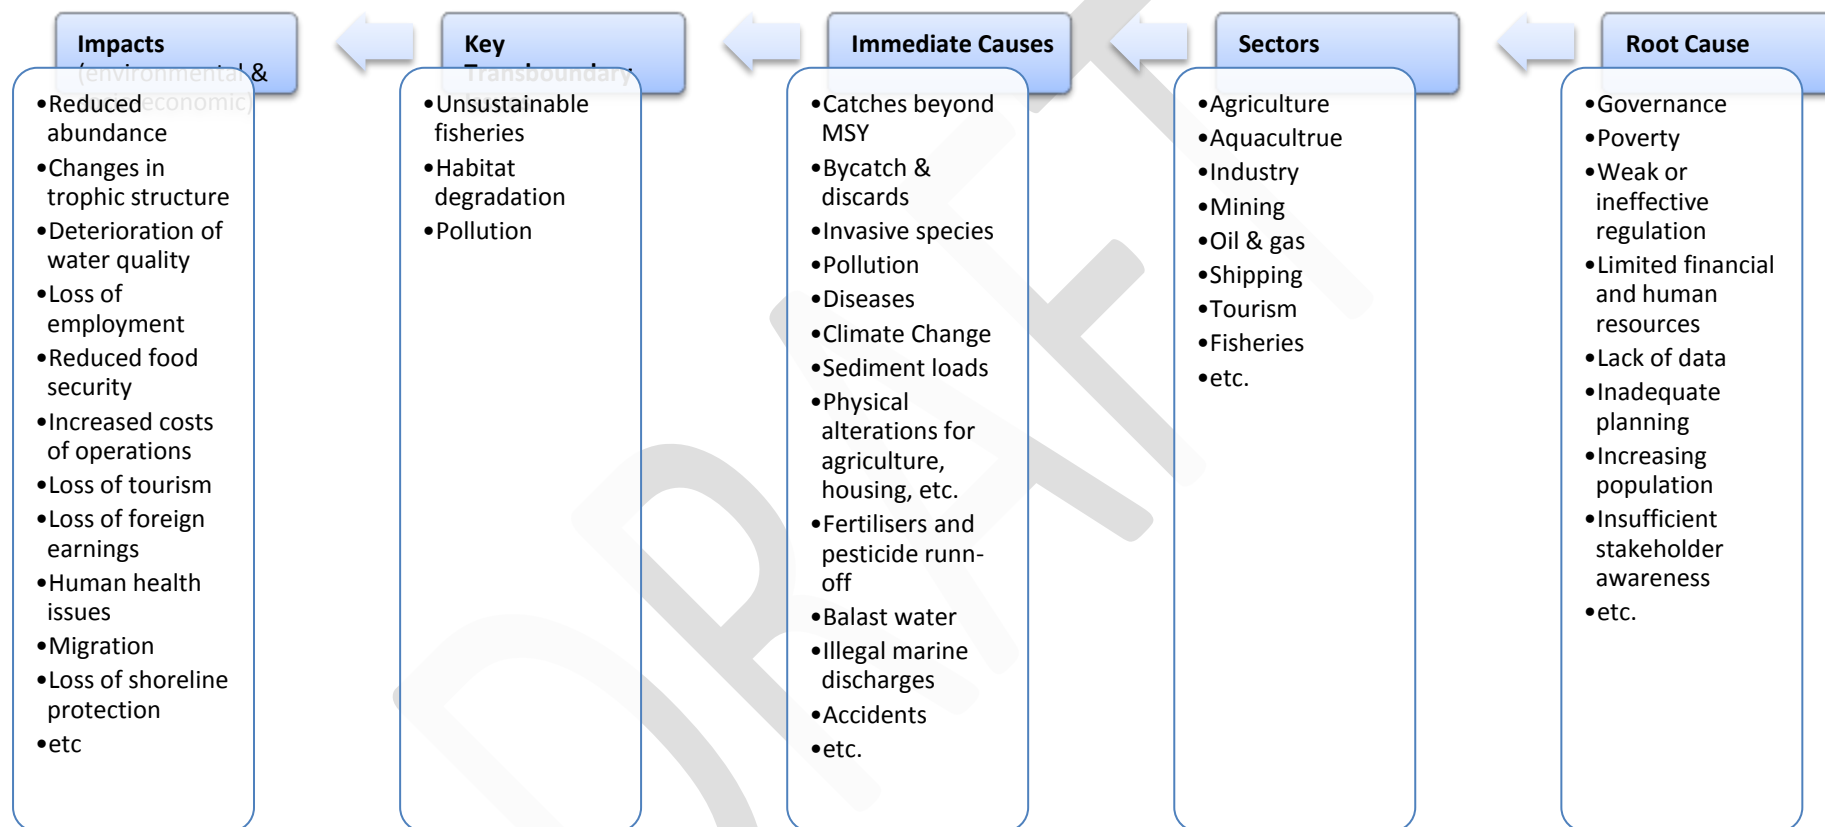 Impacts
(environmental &
economic)
•Reduced
abundance
•Changes in
trophic structure
•Deterioration of
water quality
•Loss of
employment
•Reduced food
security
•Increased costs
of operations
•Loss of tourism
•Loss of foreign
earnings
•Human health
issues
•Migration
•Loss of shoreline
protection
•etc
Key
Transboundary
•Unsustainable
fisheries
•Habitat
degradation
•Pollution
Immediate Causes
•Catches beyond
MSY
•Bycatch &
discards
•Invasive species
•Pollution
•Diseases
•Climate Change
•Sediment loads
•Physical
alterations for
agriculture,
housing, etc.
•Fertilisers and
pesticide runn-
off
•Balast water
•Illegal marine
discharges
•Accidents
•etc.
Sectors
•Agriculture
•Aquacultrue
•Industry
•Mining
•Oil & gas
•Shipping
•Tourism
•Fisheries
•etc.
Root Cause
•Governance
•Poverty
•Weak or
ineffective
regulation
•Limited financial
and human
resources
•Lack of data
•Inadequate
planning
•Increasing
population
•Insufficient
stakeholder
awareness
•etc.
DRAFT